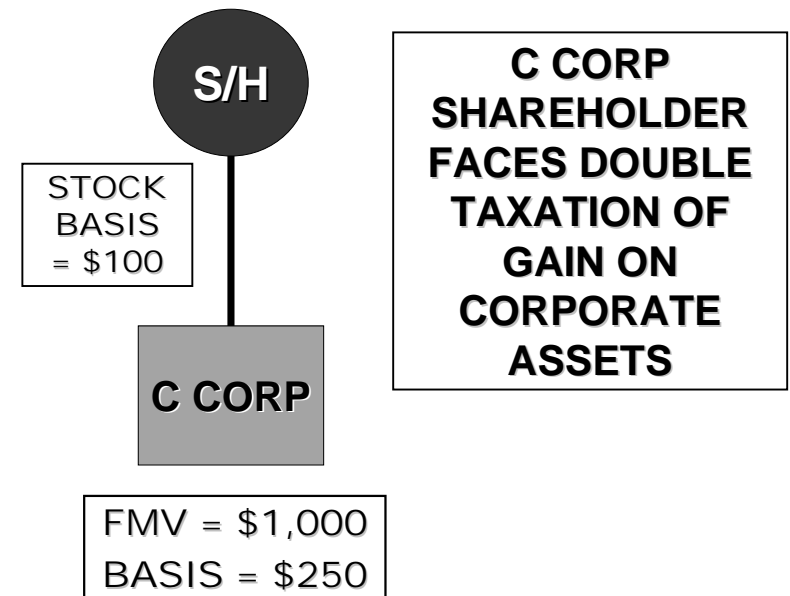 S/H
STOCK
BASIS
= $100
C CORP
FMV = $1,000
BASIS = $250
C CORP
SHAREHOLDER
FACES DOUBLE
TAXATION OF
GAIN ON
CORPORATE
ASSETS